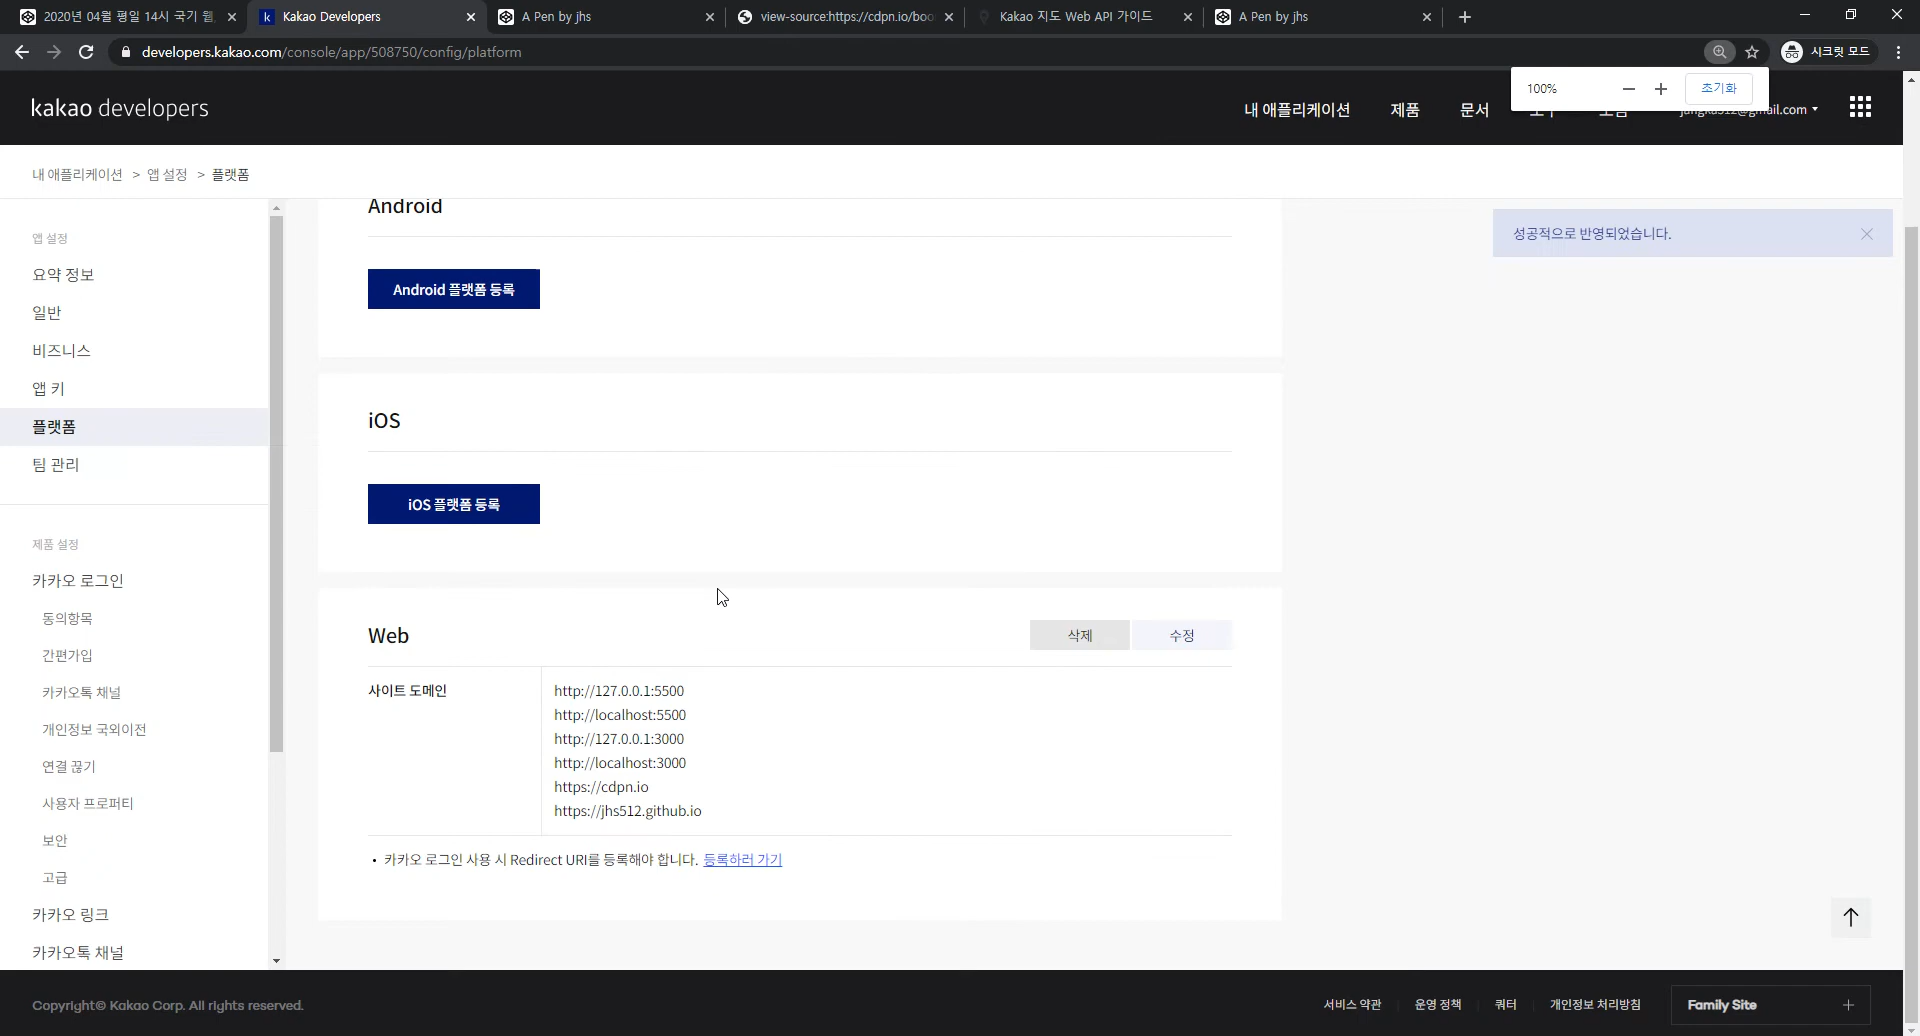 2020년 04월 평일 14시 국기 웹
Kakao Developers
A Pen by jhs
view-source:https://cdpn.io/boo
Kakao 지도 Web API 가이드
A Pen by jhs
developers.kakao.com/console/app/508750/config/platform
시크릿 모드
100%
초기화
kakao developers
내 애플리케이션
제품
문서
내 애플리케이션 > 앱 설정 > 플랫폼
앱 설정
요약 정보
일반
비즈니스
앱 키
플랫폼
팀 관리
제품 설정
카카오 로그인
동의항목
간편가입
카카오톡 채널
개인정보 국외이전
연결 끊기
사용자 프로퍼티
보안
고급
카카오 링크
카카오톡 채널
성공적으로 반영되었습니다.
Android
Android 플랫폼 등록
iOS
iOS 플랫폼 등록
Web
삭제
수정
사이트 도메인
http://127.0.0.1:5500
http://localhost:5500
http://127.0.0.1:3000
http://localhost:3000
https://cdpn.io
https://jhs512.github.io
• 카카오 로그인 사용 시 Redirect URI를 등록해야 합니다. 등록하러 가기
Copyright© Kakao Corp. All rights reserved.
서비스 약관
운영 정책
쿼터
개인정보 처리방침
Family Site